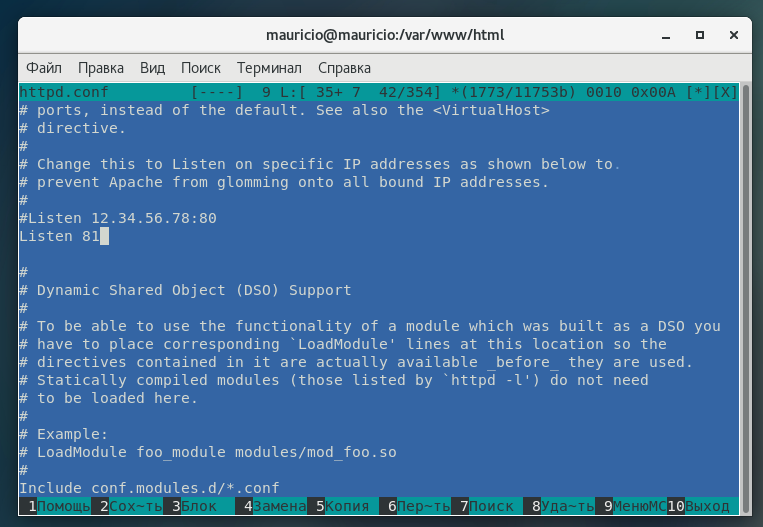 mauricio@mauricio:/var/www/html
Файл Правка Вид Поиск Терминал Справка
httpd.conf [----] 9 L:[ 35+ 7 42/354] *(1773/11753b) 0010 0x00A [*][X]
# ports, instead of the default. See also the <VirtualHost>
# directive.
#
# Change this to Listen on specific IP addresses as shown below to.
# prevent Apache from glomming onto all bound IP addresses.
#
#Listen 12.34.56.78:80
Listen 81
#
# Dynamic Shared Object (DSO) Support
#
# To be able to use the functionality of a module which was built as a DSO you
# have to place corresponding `LoadModule' lines at this location so the
# directives contained in it are actually available _before_ they are used.
# Statically compiled modules (those listed by `httpd -l') do not need
# to be loaded here.
#
# Example:
# LoadModule foo_module modules/mod_foo.so
#
Include conf.modules.d/*.conf
1Помощь 2Сох~ть 3Блок 4Замена 5Копия 6Пер~ть 7Поиск 8Уда~ть 9МенюMC 10Выход